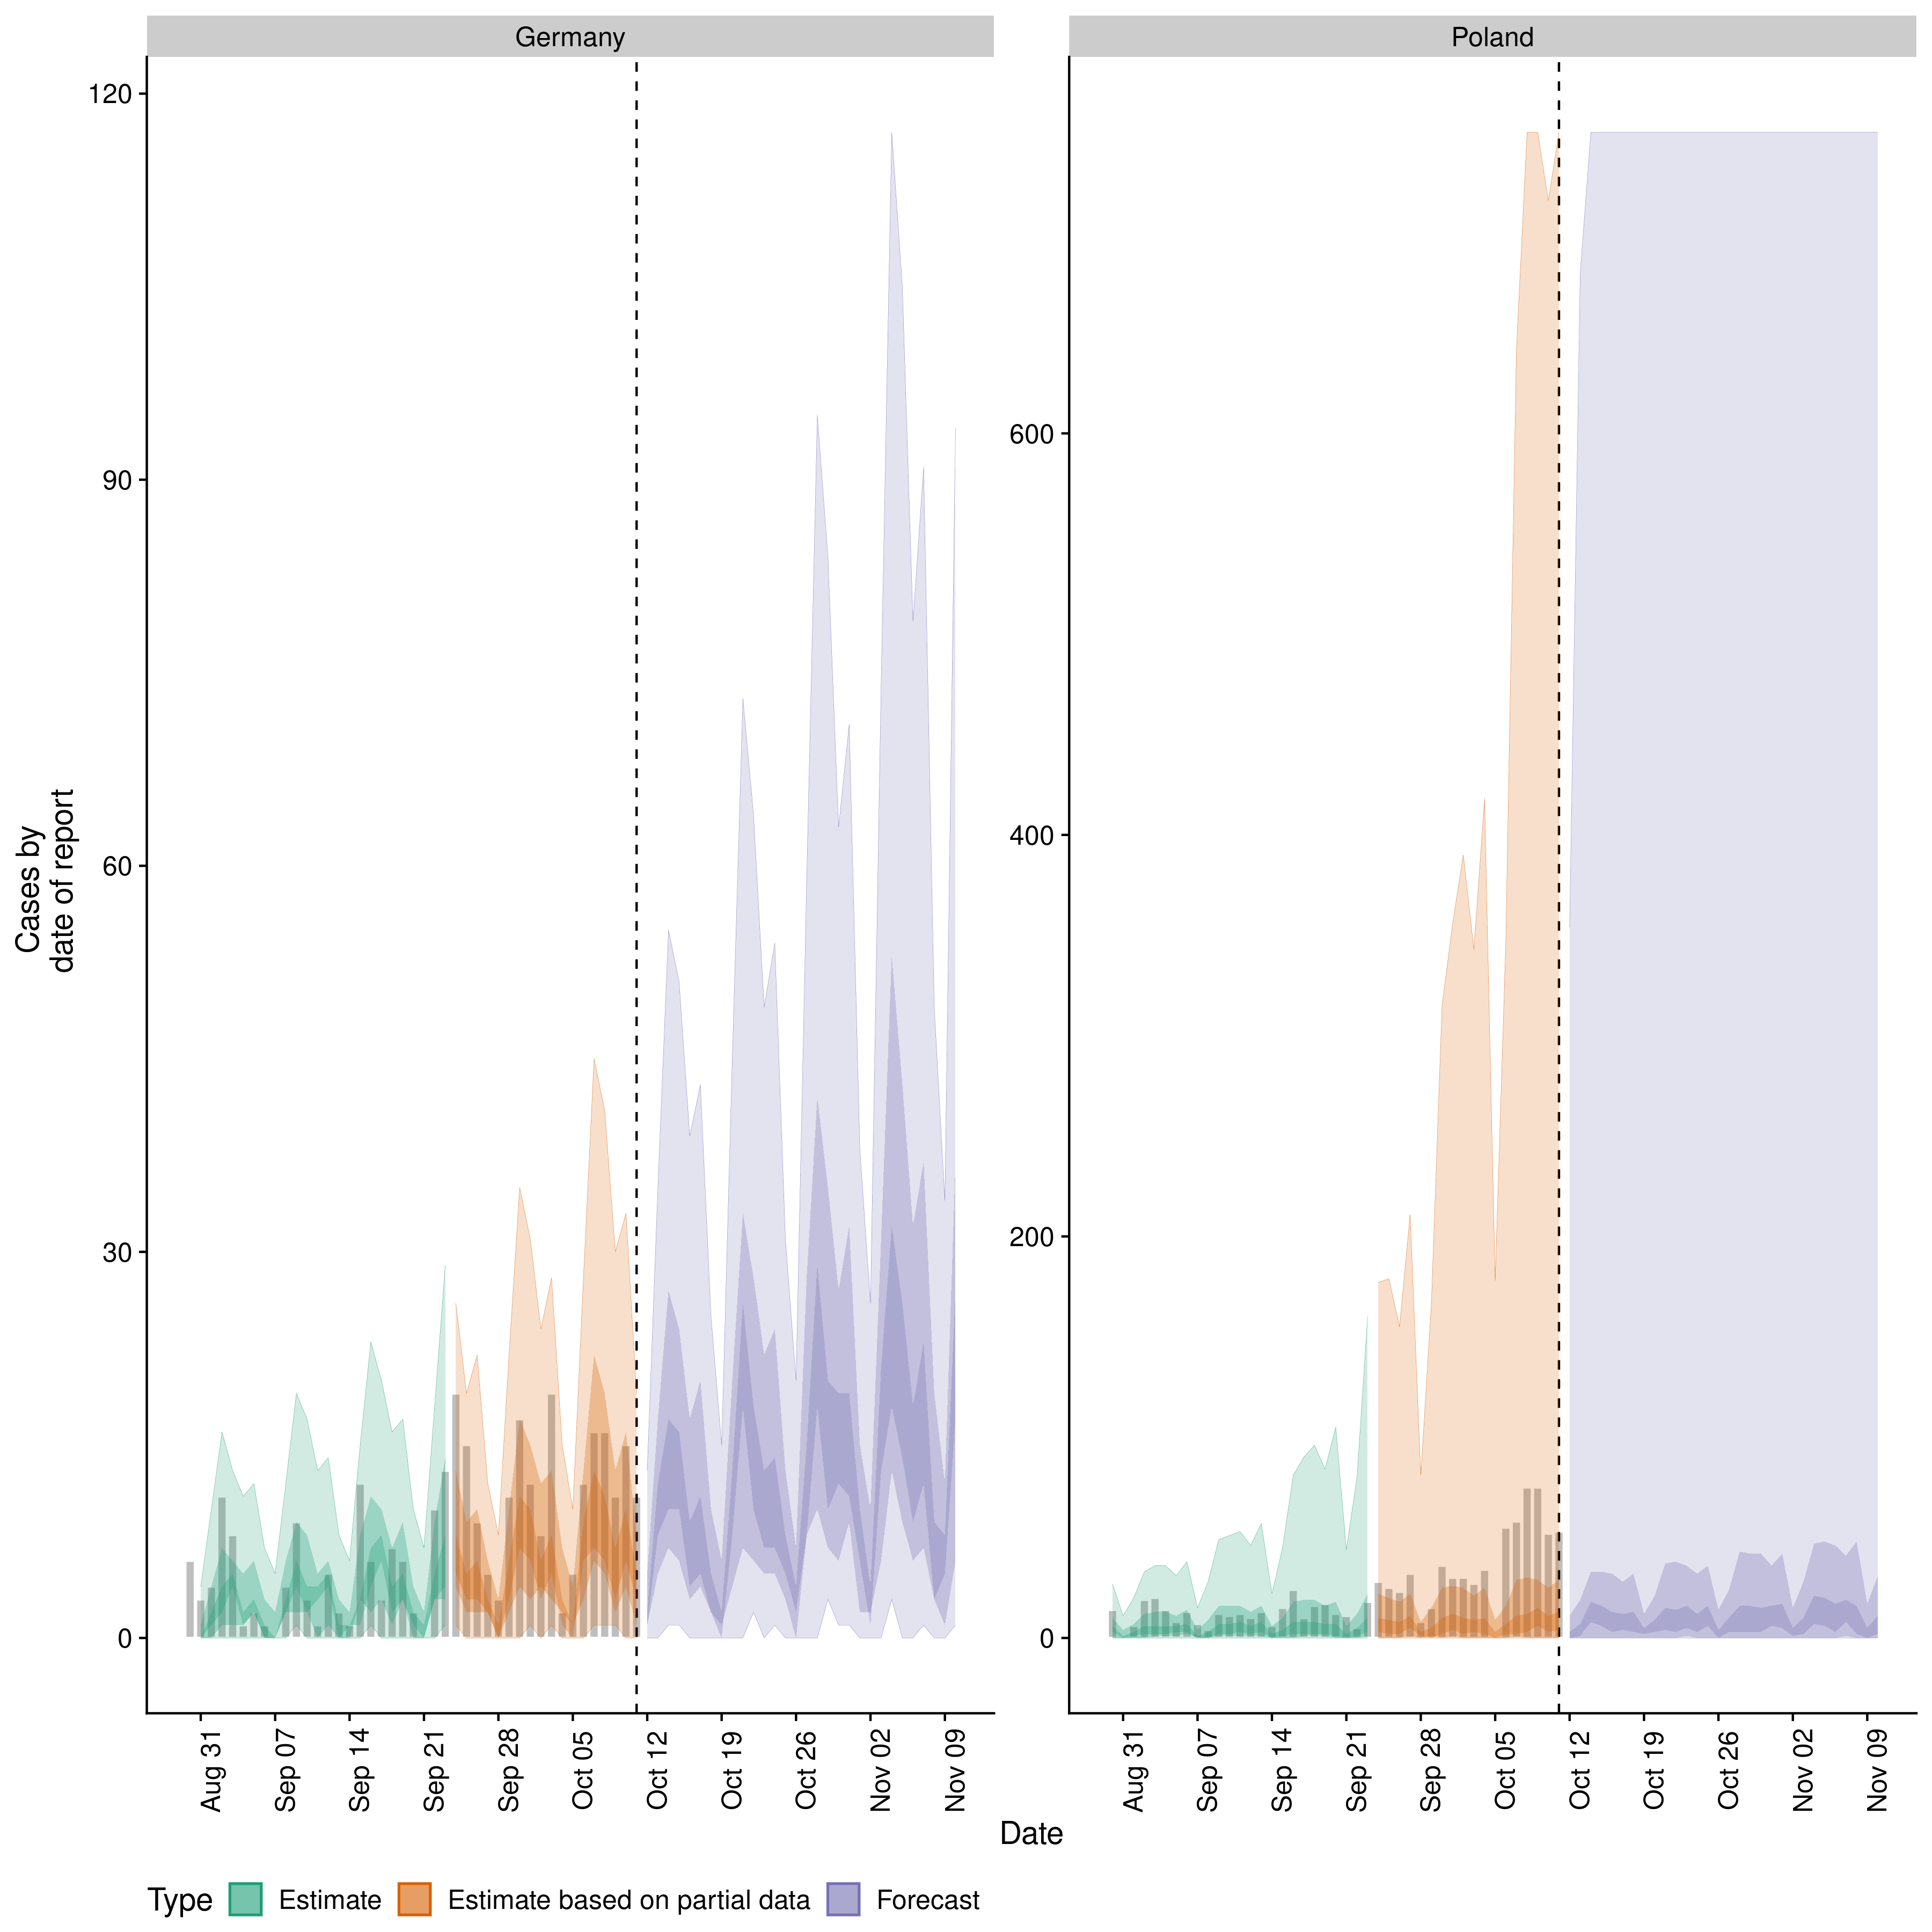 Germany
Poland
120
90
60
30
0
600
400
200
0
Cases by
date of report
Aug 31
Sep 07
Sep 14
Sep 21
Sep 28
Oct 05
Oct 12
Oct 19
Oct 26
Nov 02
Nov 09
Aug 31
Sep 07
Sep 14
Sep 21
Sep 28
Oct 05
Oct 12
Oct 19
Oct 26
Nov 02
Nov 09
Date
Type Estimate Estimate based on partial data Forecast